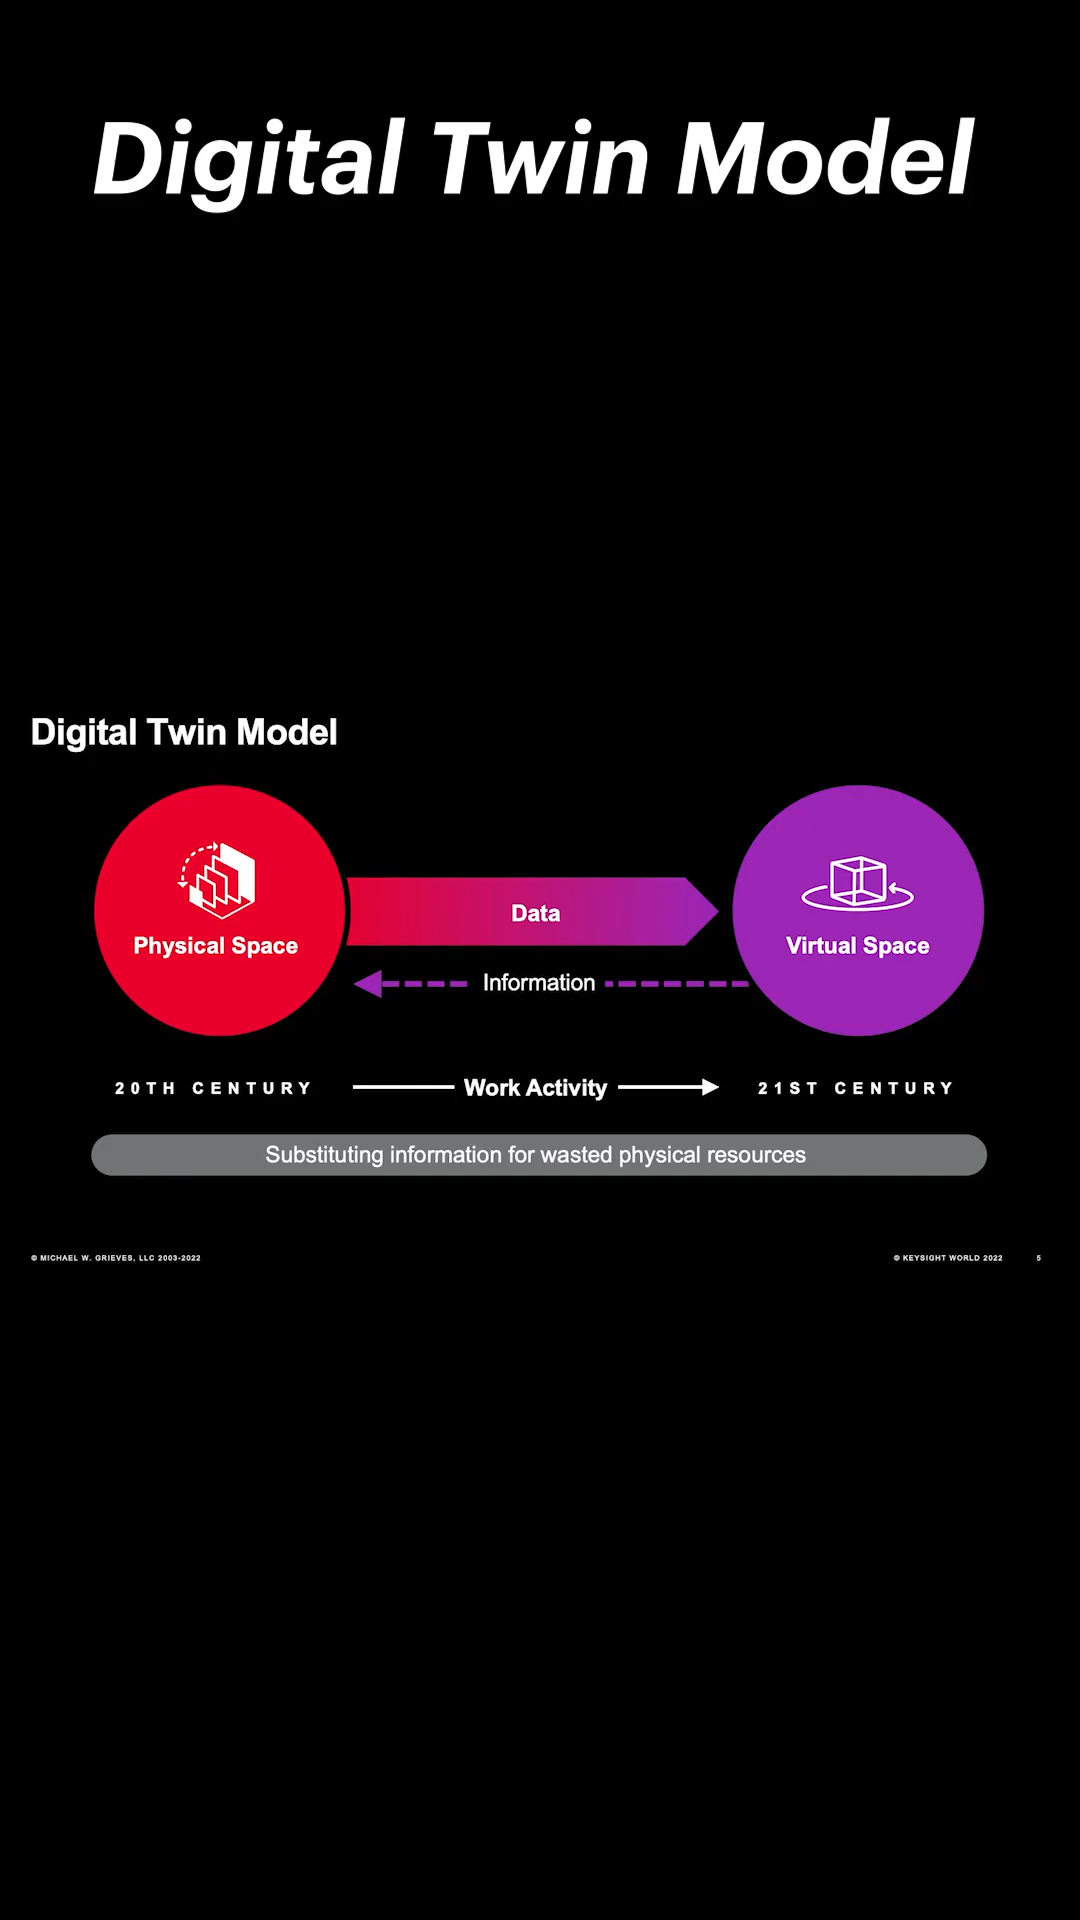 Digital Twin Model
Digital Twin Model
Data
Physical Space
Virtual Space
Information
20TH CENTURY
Work Activity
21ST CENTURY
Substituting information for wasted physical resources
© MICHAEL W. GRIEVES, LLC 2003-2022
© KEYSIGHT WORLD 2022
5